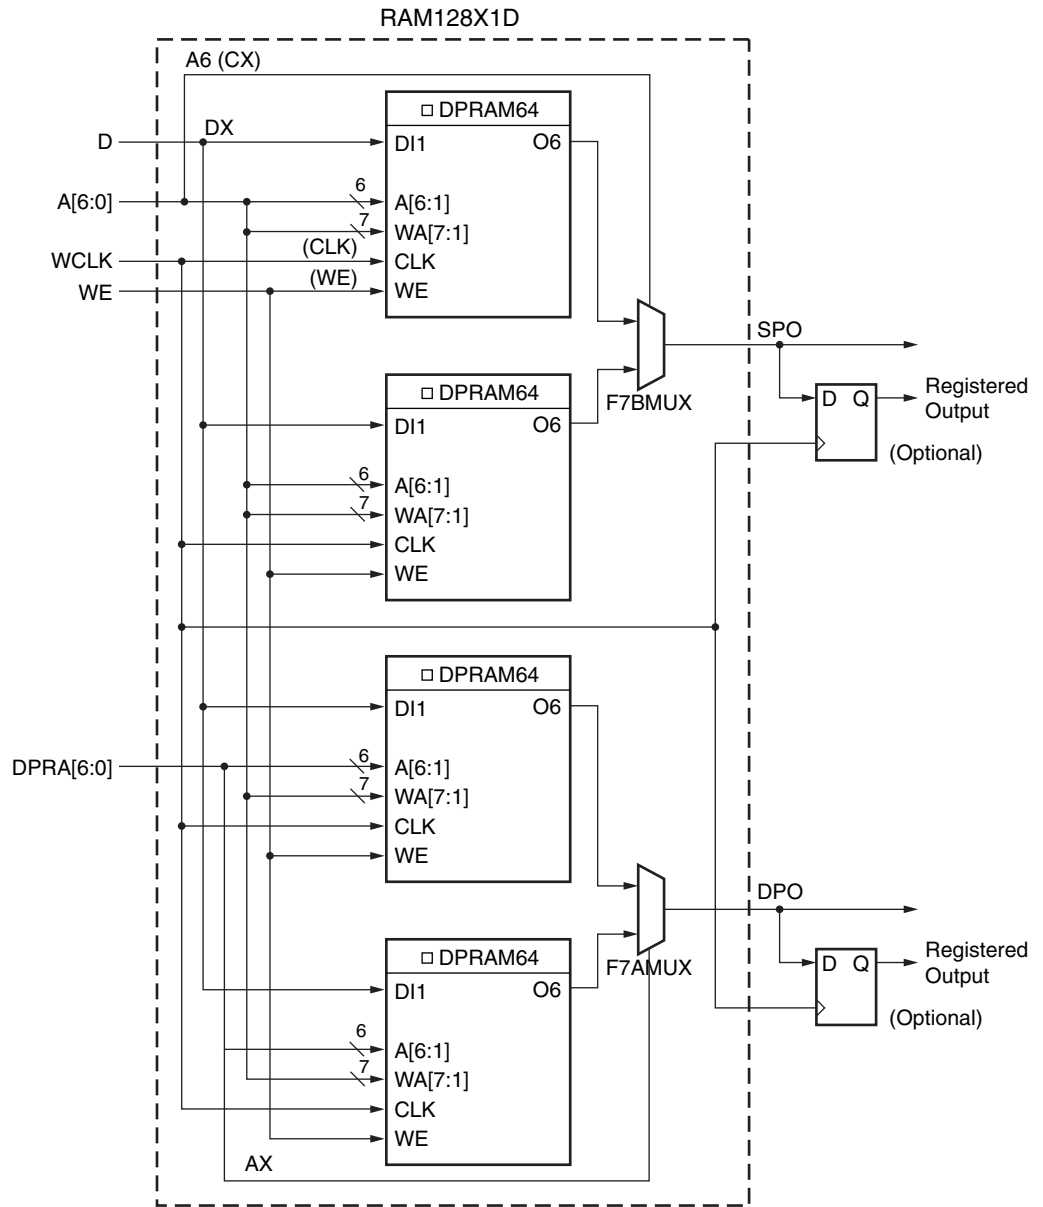 RAM128X1D
A6 (CX)
DPRAM64
D
DX
DI1
O6
A[6:0]
6
A[6:1]
7
WA[7:1]
WCLK
(CLK)
CLK
WE
(WE)
WE
SPO
F7BMUX
D Q
Registered
Output
(Optional)
DPRAM64
DI1
O6
6
A[6:1]
7
WA[7:1]
CLK
WE
DPRAM64
DI1
O6
DPRA[6:0]
6
A[6:1]
7
WA[7:1]
CLK
WE
DPO
F7AMUX
D Q
Registered
Output
(Optional)
DPRAM64
DI1
O6
6
A[6:1]
7
WA[7:1]
CLK
WE
AX